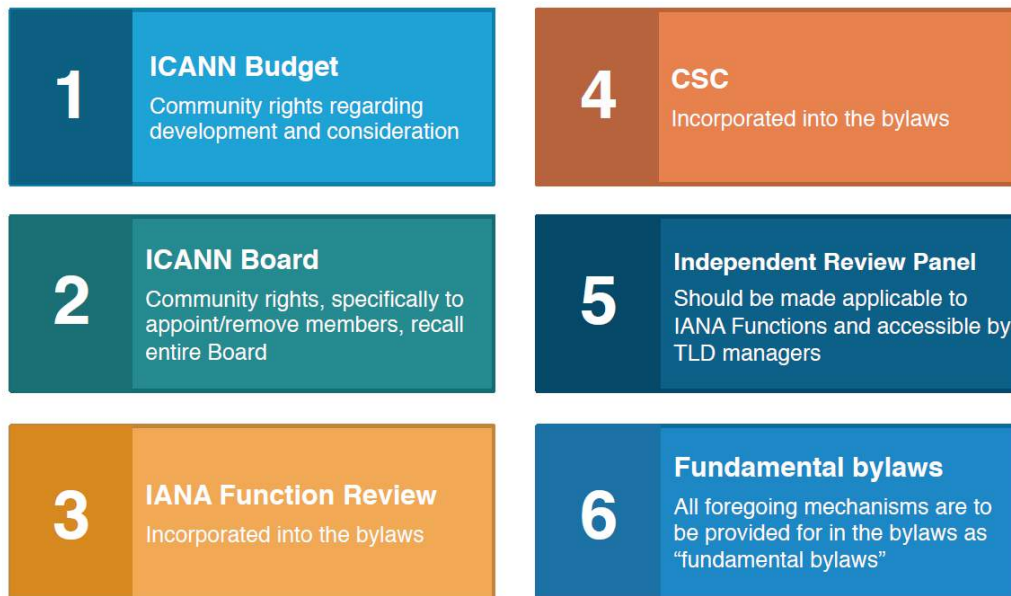 1
ICANN Budget
Community rights regarding
development and consideration
2
ICANN Board
Community rights, specifically to
appoint/remove members, recall
entire Board
3
IANA Function Review
Incorporated into the bylaws
4
CSC
Incorporated into the bylaws
5
Independent Review Panel
Should be made applicable to
IANA Functions and accessible by
TLD managers
6
Fundamental bylaws
All foregoing mechanisms are to
be provided for in the bylaws as
“fundamental bylaws”